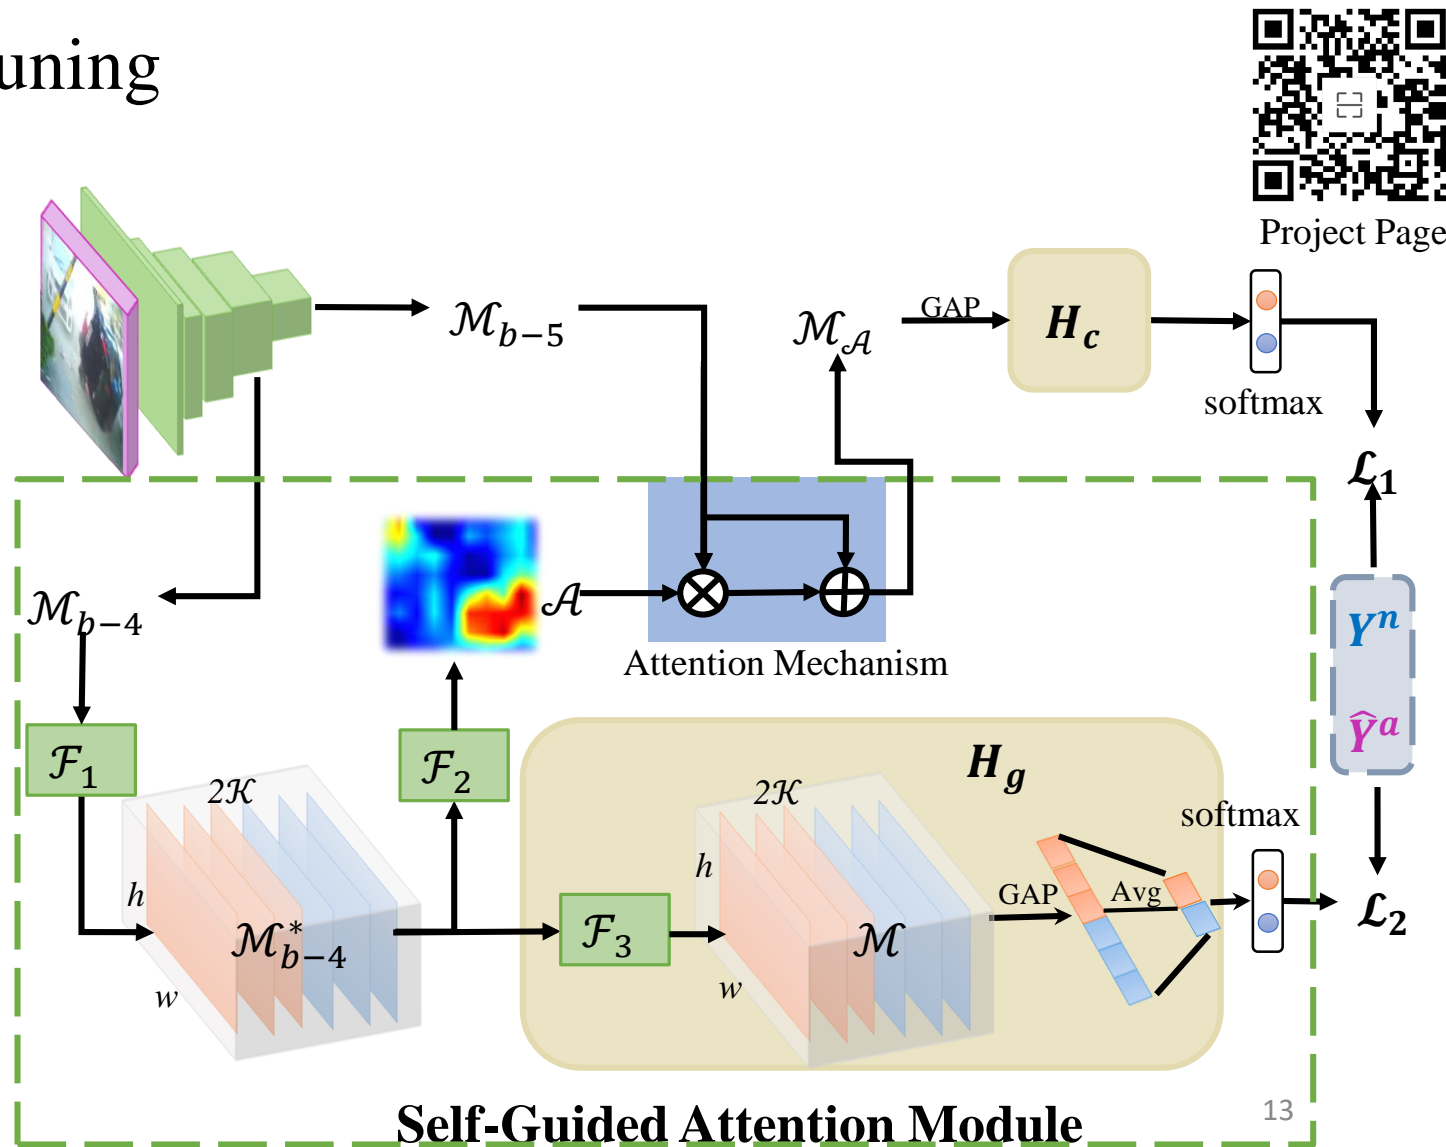 uning
Project Page
ℳ_{b−5}
ℳ_𝒜
GAP
H_c
softmax
ℒ_1
ℳ_{b−4}
𝒜
Attention Mechanism
Y^n
Ŷ^a
ℱ_1
ℱ_2
H_g
2𝒦
2𝒦
softmax
h
h
GAP
Avg
ℳ^*_{b−4}
ℱ_3
ℳ
ℒ_2
w
w
Self-Guided Attention Module
13